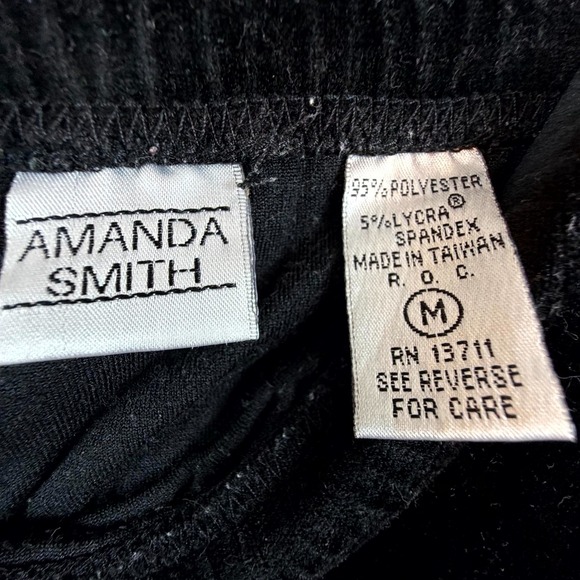 AMANDA
SMITH
95% POLYESTER
5% LYCRA®
SPANDEX
MADE IN TAIWAN
R. O. C.
M
RN 13711
SEE REVERSE
FOR CARE